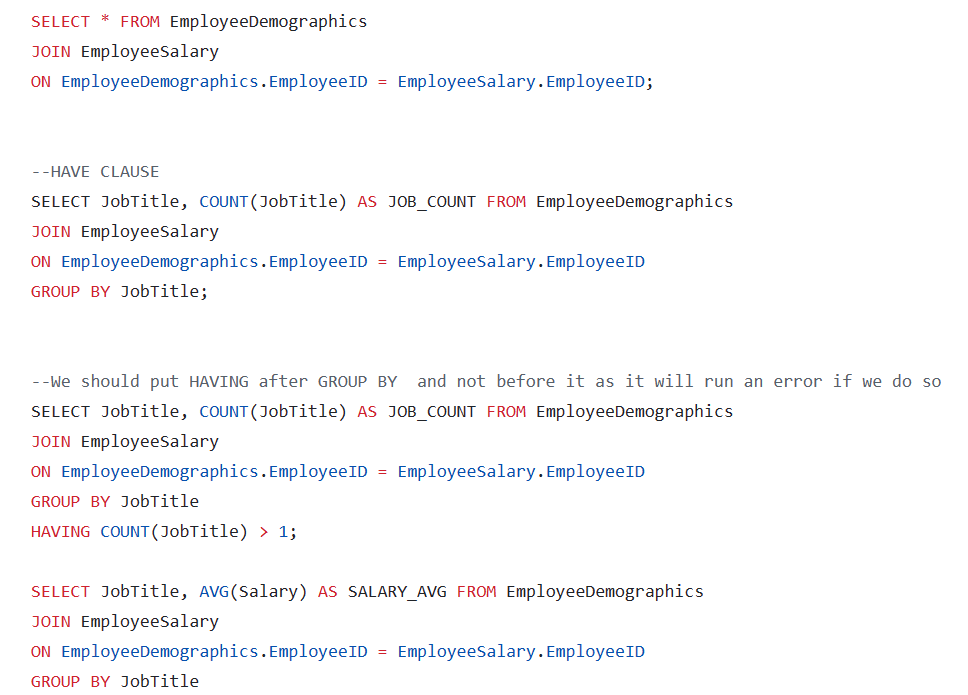 SELECT * FROM EmployeeDemographics
JOIN EmployeeSalary
ON EmployeeDemographics.EmployeeID = EmployeeSalary.EmployeeID;
--HAVE CLAUSE
SELECT JobTitle, COUNT(JobTitle) AS JOB_COUNT FROM EmployeeDemographics
JOIN EmployeeSalary
ON EmployeeDemographics.EmployeeID = EmployeeSalary.EmployeeID
GROUP BY JobTitle;
--We should put HAVING after GROUP BY  and not before it as it will run an error if we do so
SELECT JobTitle, COUNT(JobTitle) AS JOB_COUNT FROM EmployeeDemographics
JOIN EmployeeSalary
ON EmployeeDemographics.EmployeeID = EmployeeSalary.EmployeeID
GROUP BY JobTitle
HAVING COUNT(JobTitle) > 1;
SELECT JobTitle, AVG(Salary) AS SALARY_AVG FROM EmployeeDemographics
JOIN EmployeeSalary
ON EmployeeDemographics.EmployeeID = EmployeeSalary.EmployeeID
GROUP BY JobTitle